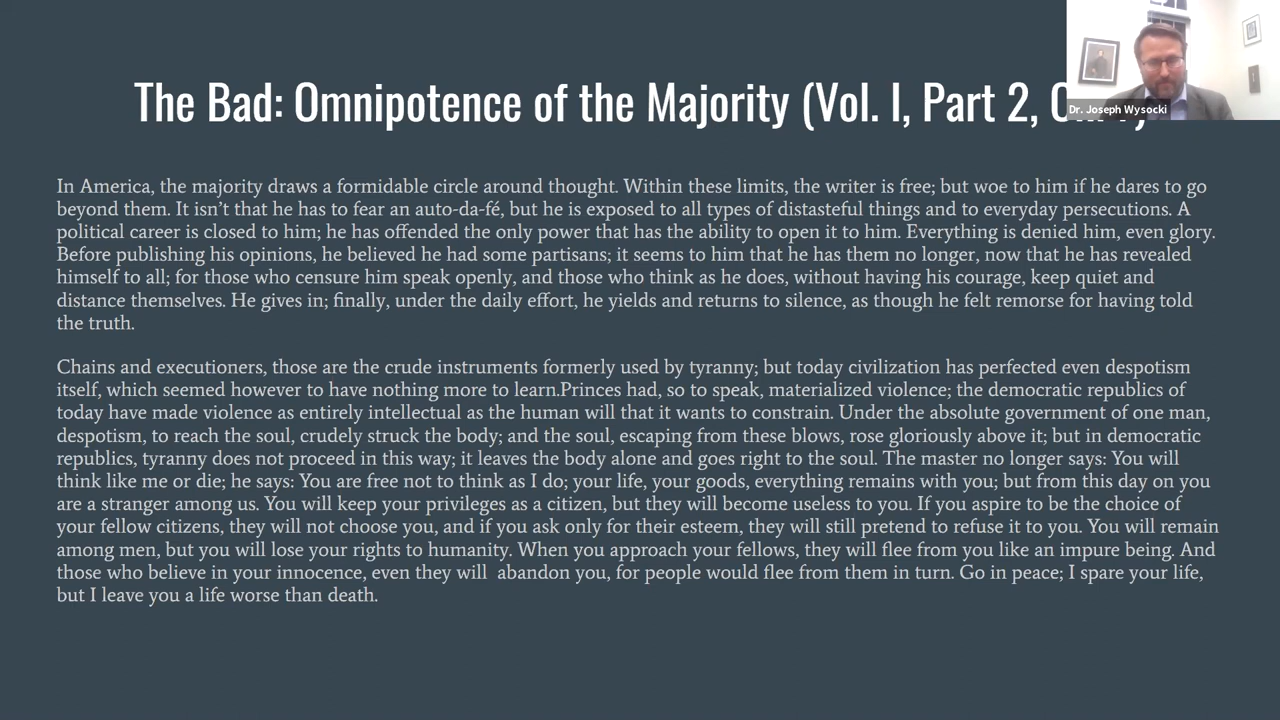 The Bad: Omnipotence of the Majority (Vol. I, Part 2,
Dr. Joseph Wysocki
In America, the majority draws a formidable circle around thought. Within these limits, the writer is free; but woe to him if he dares to go
beyond them. It isn’t that he has to fear an auto-da-fé, but he is exposed to all types of distasteful things and to everyday persecutions. A
political career is closed to him; he has offended the only power that has the ability to open it to him. Everything is denied him, even glory.
Before publishing his opinions, he believed he had some partisans; it seems to him that he has them no longer, now that he has revealed
himself to all; for those who censure him speak openly, and those who think as he does, without having his courage, keep quiet and
distance themselves. He gives in; finally, under the daily effort, he yields and returns to silence, as though he felt remorse for having told
the truth.
Chains and executioners, those are the crude instruments formerly used by tyranny; but today civilization has perfected even despotism
itself, which seemed however to have nothing more to learn.Princes had, so to speak, materialized violence; the democratic republics of
today have made violence as entirely intellectual as the human will that it wants to constrain. Under the absolute government of one man,
despotism, to reach the soul, crudely struck the body; and the soul, escaping from these blows, rose gloriously above it; but in democratic
republics, tyranny does not proceed in this way; it leaves the body alone and goes right to the soul. The master no longer says: You will
think like me or die; he says: You are free not to think as I do; your life, your goods, everything remains with you; but from this day on you
are a stranger among us. You will keep your privileges as a citizen, but they will become useless to you. If you aspire to be the choice of
your fellow citizens, they will not choose you, and if you ask only for their esteem, they will still pretend to refuse it to you. You will remain
among men, but you will lose your rights to humanity. When you approach your fellows, they will flee from you like an impure being. And
those who believe in your innocence, even they will  abandon you, for people would flee from them in turn. Go in peace; I spare your life,
but I leave you a life worse than death.